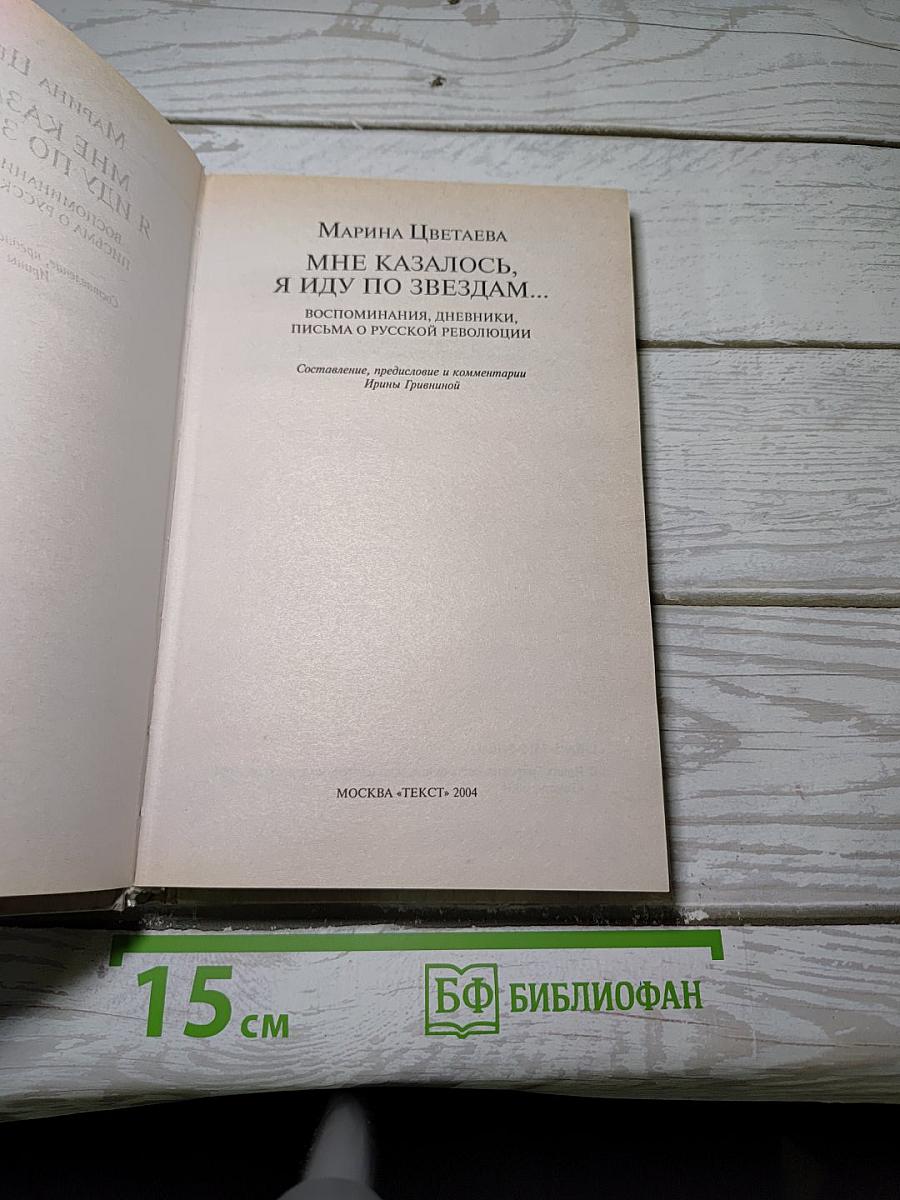 Марина Цветаева
МНЕ КАЗАЛОСЬ,
Я ИДУ ПО ЗВЕЗДАМ...
ВОСПОМИНАНИЯ, ДНЕВНИКИ,
ПИСЬМА О РУССКОЙ РЕВОЛЮЦИИ
Составление, предисловие и комментарии
Ирины Гривниной
МОСКВА «ТЕКСТ» 2004
15 см
БФ БИБЛИОФАН